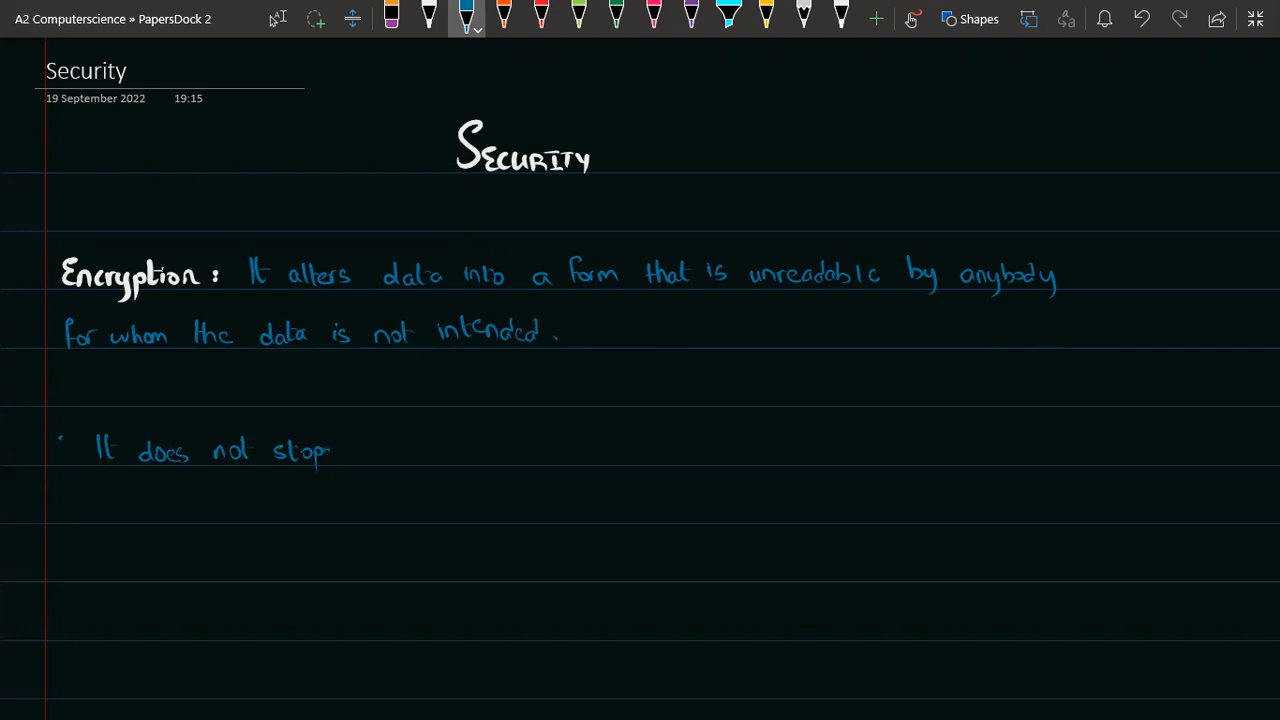 A2 Computerscience » PapersDock 2
Shapes
Security
19 September 2022 19:15
SECURITY
Encryption : It alters data into a form that is unreadable by anybody
for whom the data is not intended.
· It does not stop